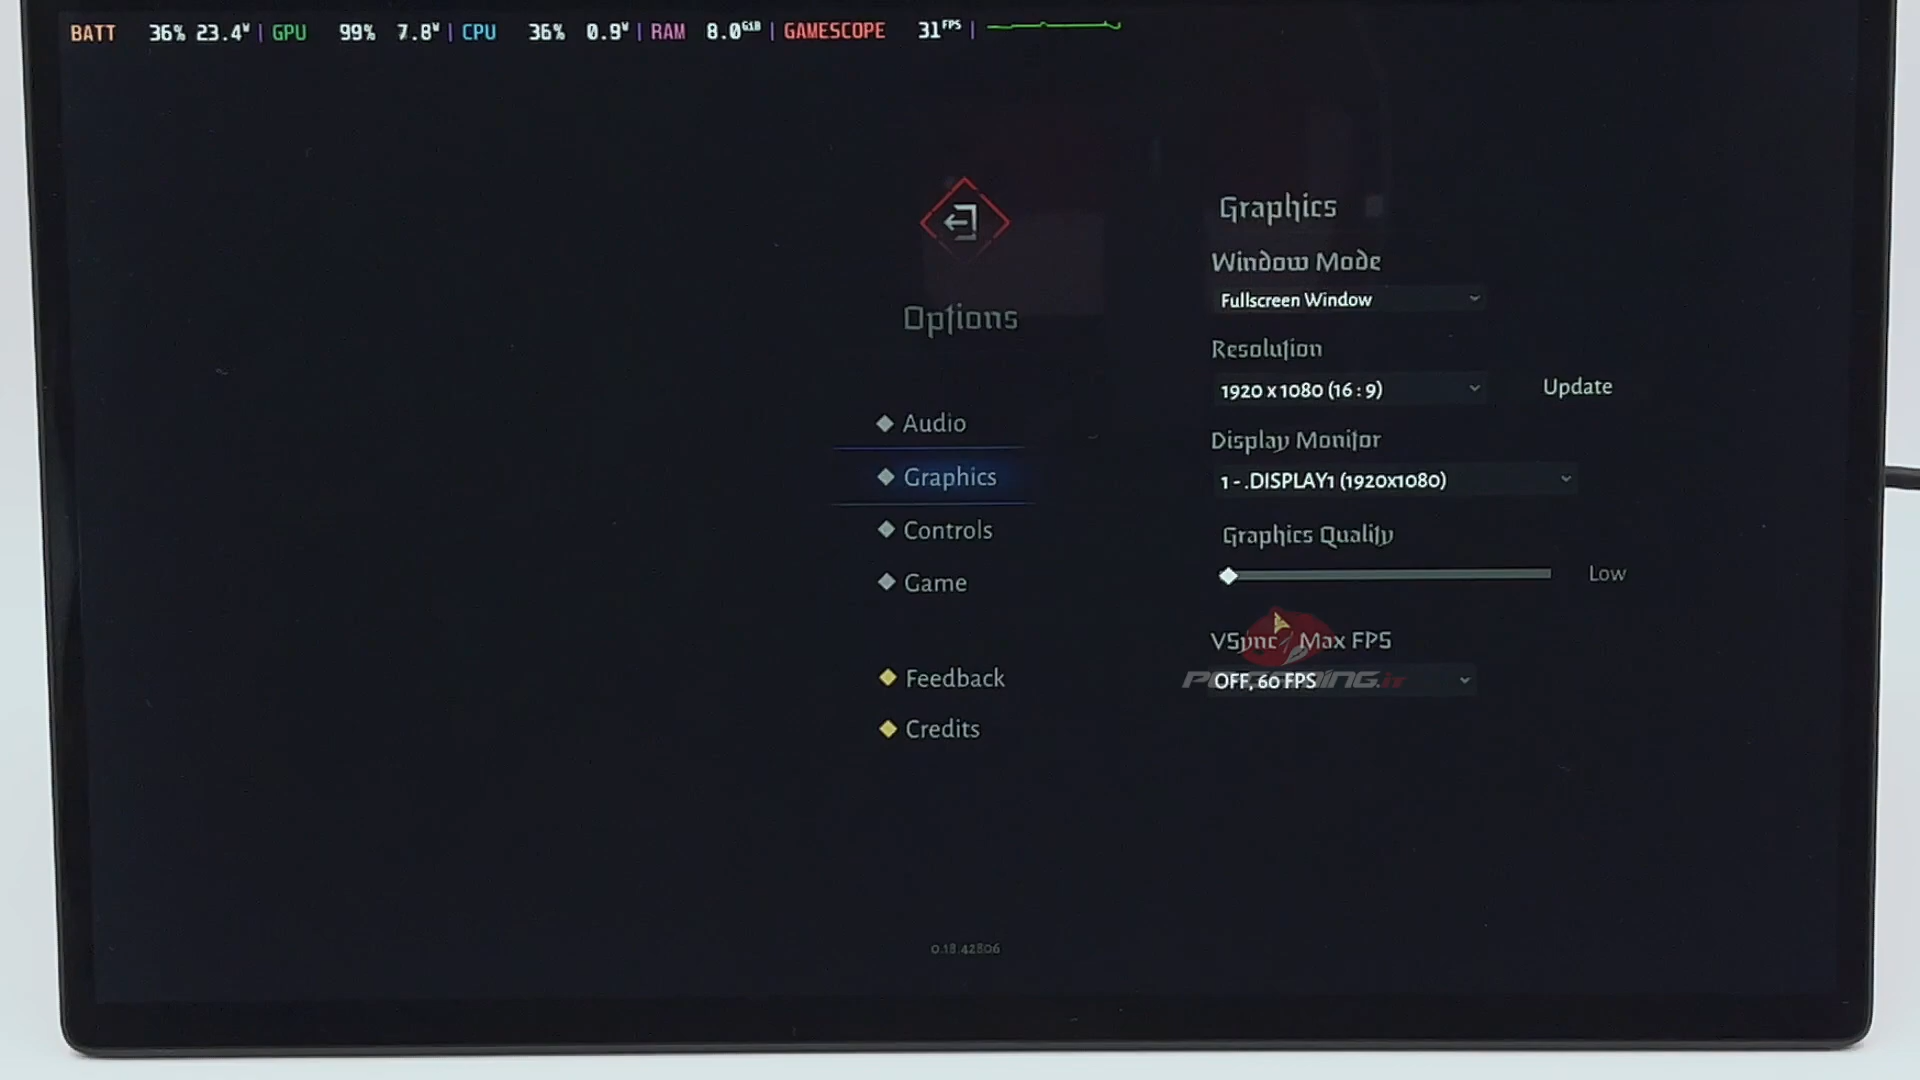 BATT 36% 23.4W | GPU 99% 7.8W | CPU 36% 0.9W | RAM 8.0GiB | GAMESCOPE 31FPS |
Options
Audio
Graphics
Controls
Game
Feedback
Credits
0.18.42806
Graphics
Window Mode
Fullscreen Window
Resolution
1920 x 1080 (16 : 9)
Update
Display Monitor
1 - .DISPLAY1 (1920x1080)
Graphics Quality
Low
VSync / Max FPS
OFF, 60 FPS
PCGAMING.it